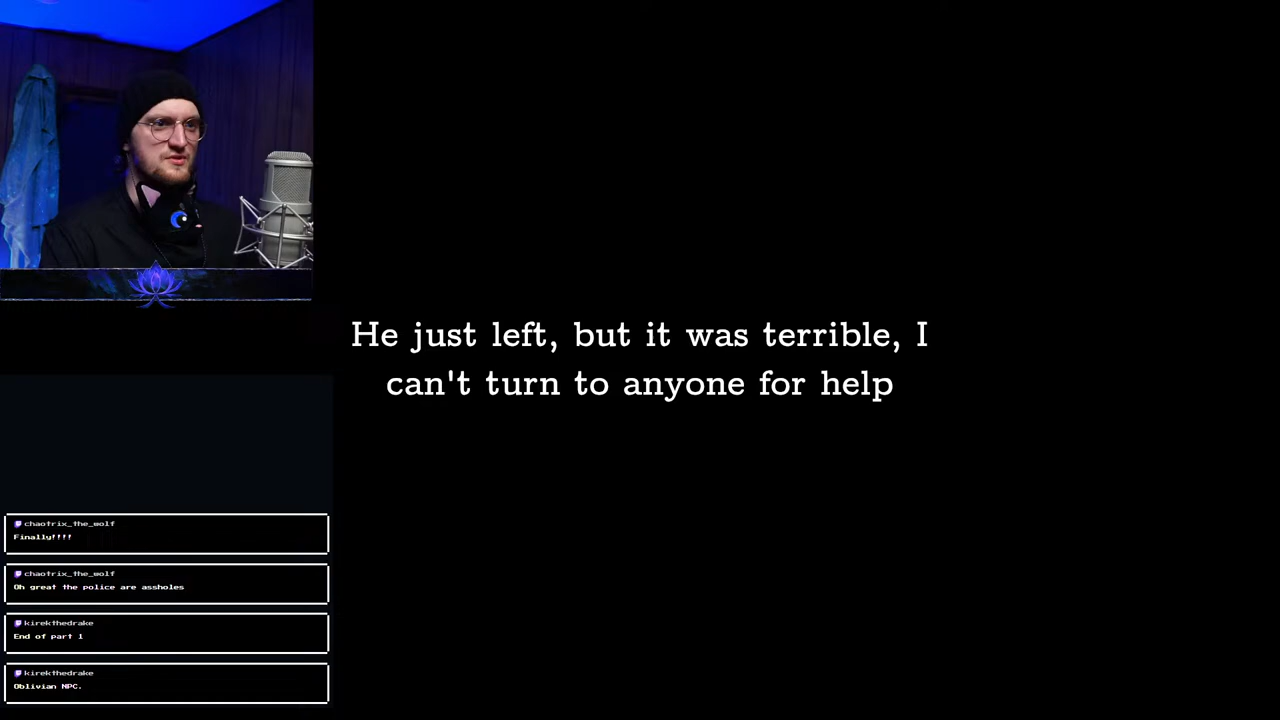 He just left, but it was terrible, I
can't turn to anyone for help
chaotrix_the_wolf
Finally!!!!
chaotrix_the_wolf
Oh great the police are assholes
kirekthedrake
End of part 1
kirekthedrake
Oblivian NPC.